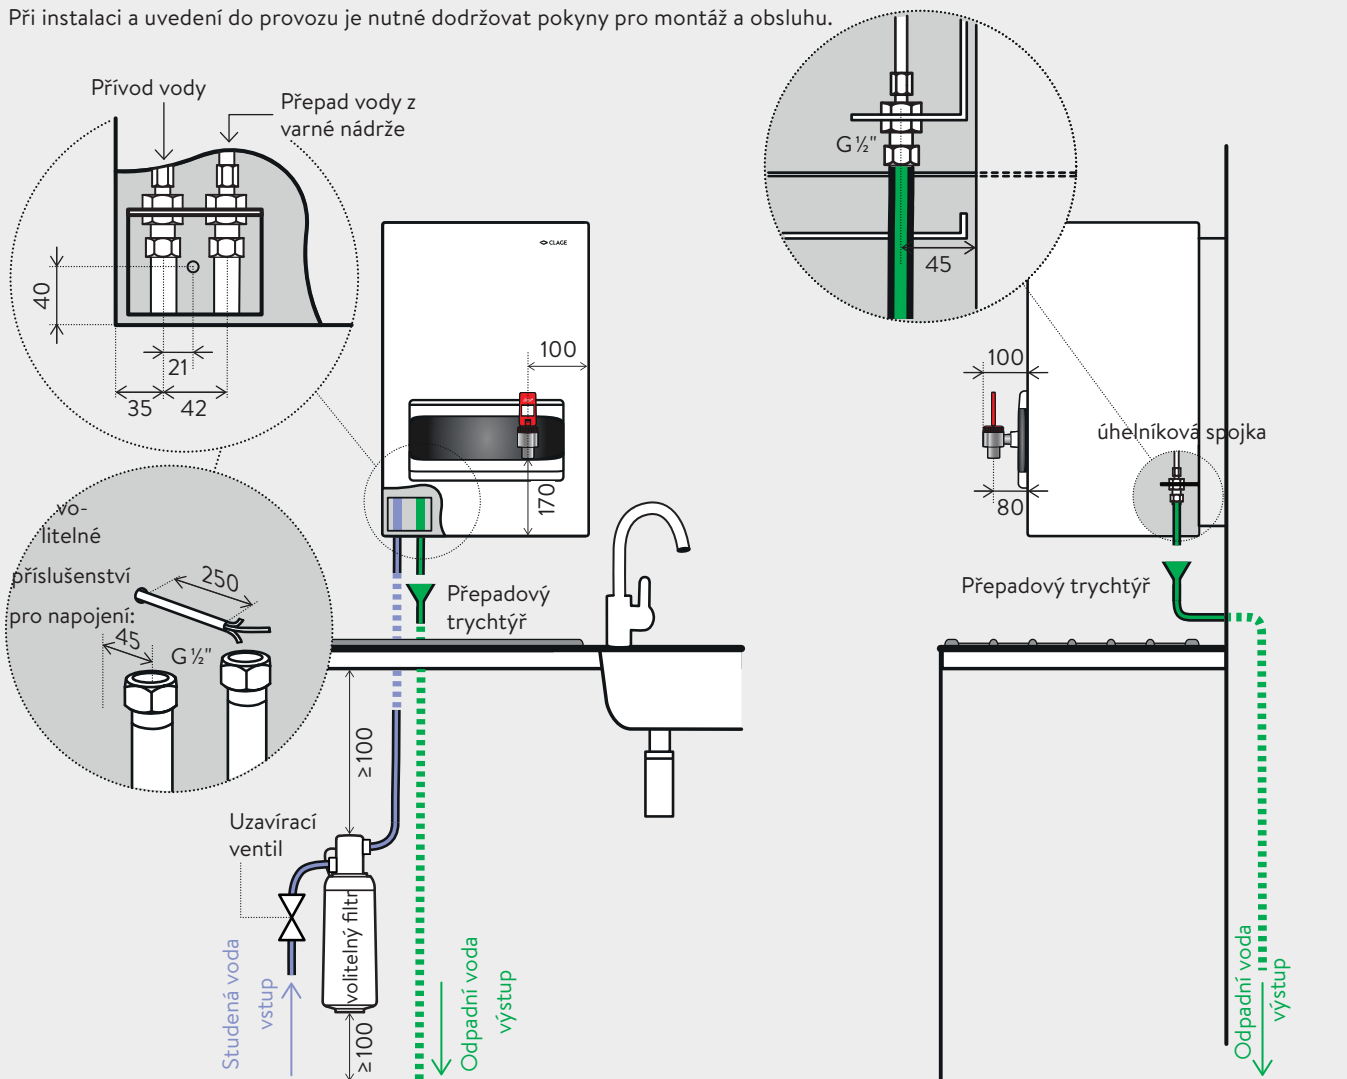 Při instalaci a uvedení do provozu je nutné dodržovat pokyny pro montáž a obsluhu.
Přívod vody
Přepad vody z
varné nádrže
40
21
35
42
CLAGE
100
170
G ½"
45
100
80
úhelníková spojka
vo-
litelné
příslušenství
pro napojení:
250
45
G ½"
Přepadový
trychtýř
Přepadový trychtýř
≥100
Uzavírací
ventil
volitelný filtr
Studená voda
vstup
≥100
Odpadní voda
výstup
Odpadní voda
výstup